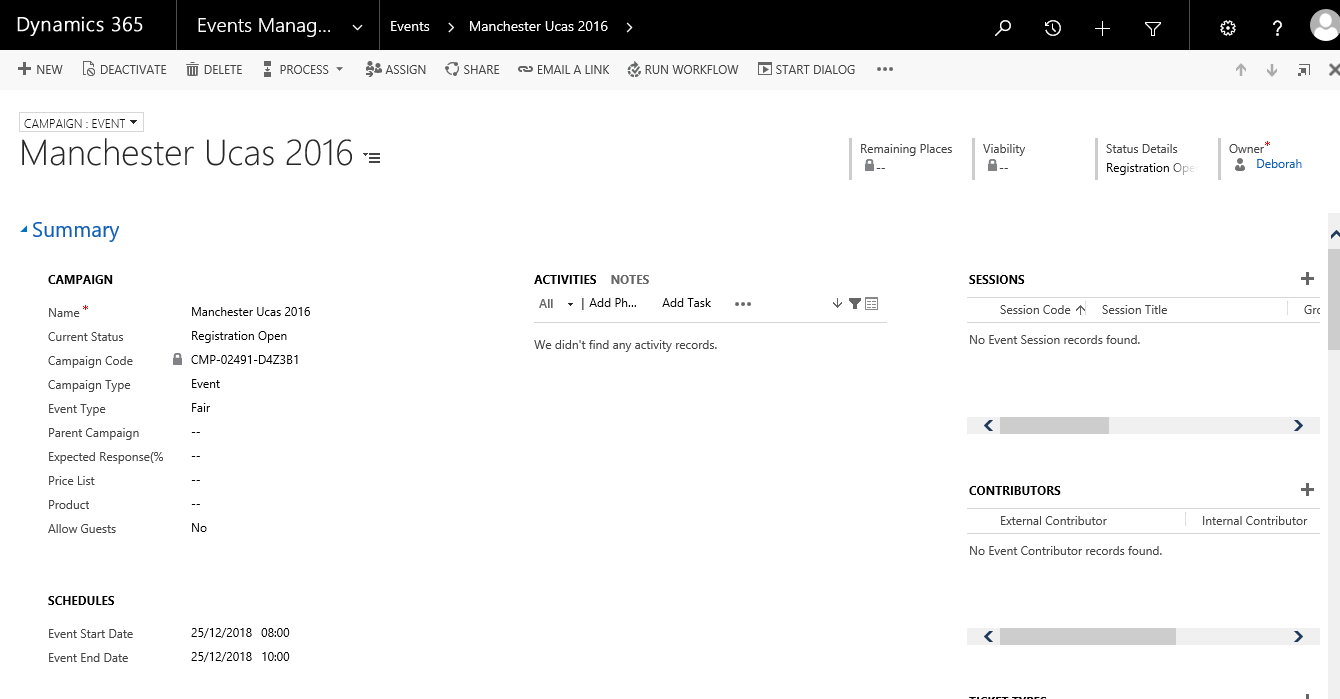 Dynamics 365 Events Manag... Events Manchester Ucas 2016
NEW DEACTIVATE DELETE PROCESS ASSIGN SHARE EMAIL A LINK RUN WORKFLOW START DIALOG •••
CAMPAIGN : EVENT
Manchester Ucas 2016
Remaining Places
--
Viability
--
Status Details
Registration Ope
Owner*
Deborah
Summary
CAMPAIGN
Name* Manchester Ucas 2016
Current Status Registration Open
Campaign Code CMP-02491-D4Z3B1
Campaign Type Event
Event Type Fair
Parent Campaign --
Expected Response(% --
Price List --
Product --
Allow Guests No
SCHEDULES
Event Start Date 25/12/2018 08:00
Event End Date 25/12/2018 10:00
ACTIVITIES NOTES
All | Add Ph... Add Task •••
We didn't find any activity records.
SESSIONS
Session Code Session Title Gro
No Event Session records found.
CONTRIBUTORS
External Contributor Internal Contributor
No Event Contributor records found.
TICKET TYPES